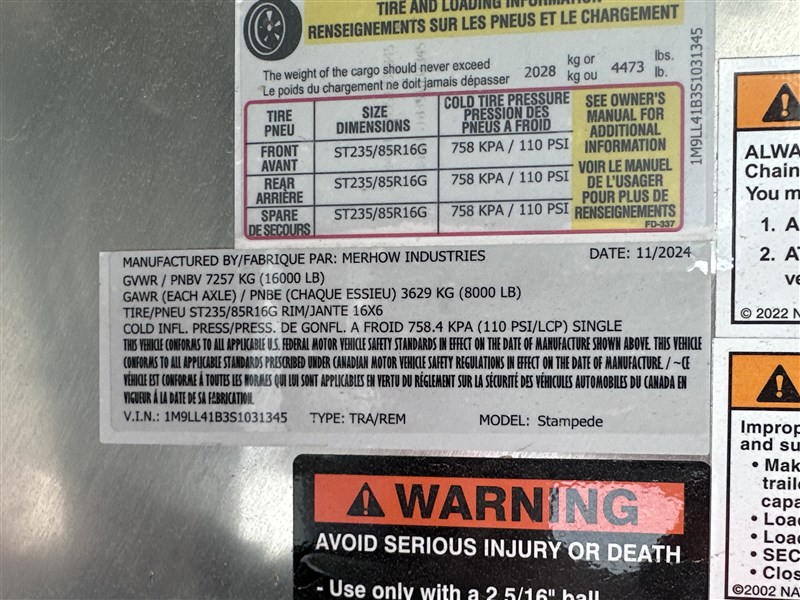 TIRE AND LOADING INFORMATION
RENSEIGNEMENTS SUR LES PNEUS ET LE CHARGEMENT
The weight of the cargo should never exceed 2028 kg or 4473 lbs.
Le poids du chargement ne doit jamais dépasser kg ou lb.
TIRE PNEU
SIZE DIMENSIONS
COLD TIRE PRESSURE
PRESSION DES
PNEUS A FROID
FRONT AVANT ST235/85R16G 758 KPA / 110 PSI
REAR ARRIÈRE ST235/85R16G 758 KPA / 110 PSI
SPARE DE SECOURS ST235/85R16G 758 KPA / 110 PSI
SEE OWNER'S
MANUAL FOR
ADDITIONAL
INFORMATION
VOIR LE MANUEL
DE L'USAGER
POUR PLUS DE
RENSEIGNEMENTS
FD-337
1M9LL41B3S1031345
MANUFACTURED BY/FABRIQUE PAR: MERHOW INDUSTRIES DATE: 11/2024
GVWR / PNBV 7257 KG (16000 LB)
GAWR (EACH AXLE) / PNBE (CHAQUE ESSIEU) 3629 KG (8000 LB)
TIRE/PNEU ST235/85R16G RIM/JANTE 16X6
COLD INFL. PRESS/PRESS. DE GONFL. A FROID 758.4 KPA (110 PSI/LCP) SINGLE
THIS VEHICLE CONFORMS TO ALL APPLICABLE U.S. FEDERAL MOTOR VEHICLE SAFETY STANDARDS IN EFFECT ON THE DATE OF MANUFACTURE SHOWN ABOVE. THIS VEHICLE
CONFORMS TO ALL APPLICABLE STANDARDS PRESCRIBED UNDER CANADIAN MOTOR VEHICLE SAFETY REGULATIONS IN EFFECT ON THE DATE OF MANUFACTURE. / ~CE
VÉHICLE EST CONFORME À TOUTES LES NORMES QUI LUI SONT APPLICABLES EN VERTU DU RÉGLEMENT SUR LA SÉCURITÉ DES VÉHICULES AUTOMOBILES DU CANADA EN
VIGUEUR À LA DATE DE SA FABRICATION.
V.I.N.: 1M9LL41B3S1031345 TYPE: TRA/REM MODEL: Stampede
WARNING
AVOID SERIOUS INJURY OR DEATH
- Use only with a 2 5/16" ball
ALWA
Chain
You m
1. A
2. A
ve
© 2022 N
Improp
and su
• Mak
traile
capa
• Loa
• Loa
• SEC
• Clos
©2002 NA